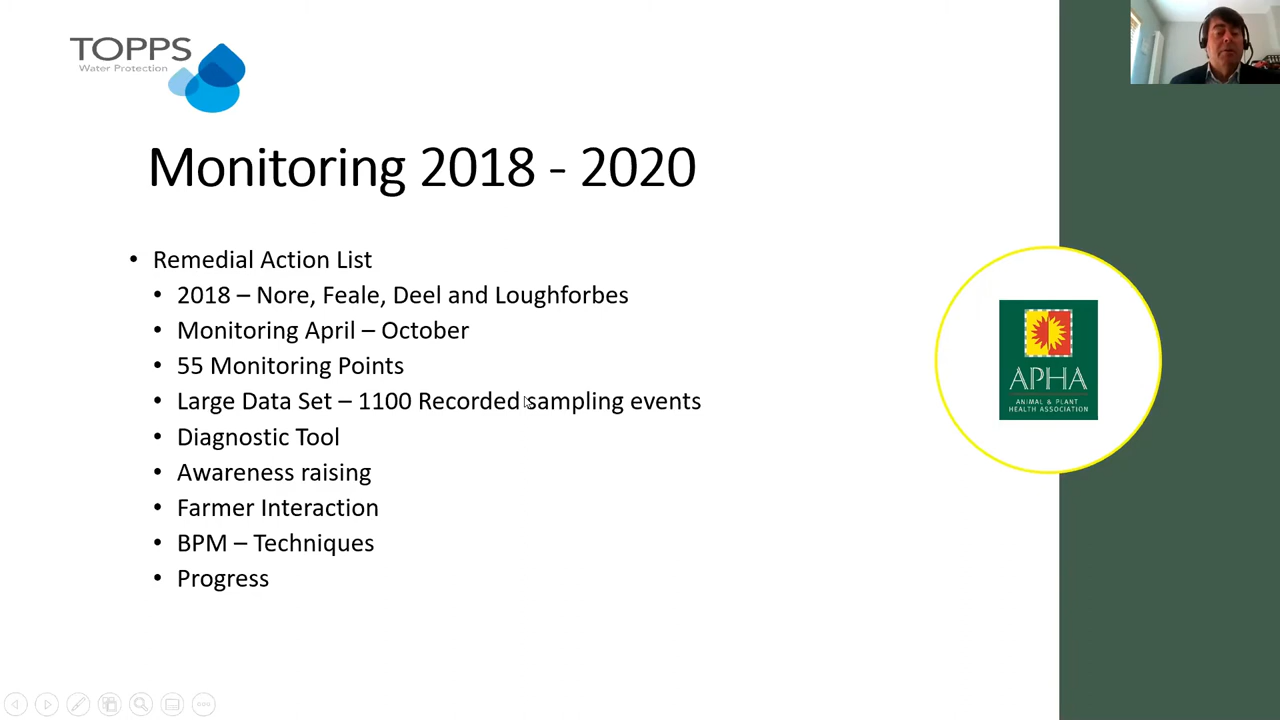 TOPPS
Water Protection
Monitoring 2018 - 2020
• Remedial Action List
• 2018 – Nore, Feale, Deel and Loughforbes
• Monitoring April – October
• 55 Monitoring Points
• Large Data Set – 1100 Recorded sampling events
• Diagnostic Tool
• Awareness raising
• Farmer Interaction
• BPM – Techniques
• Progress
APHA
ANIMAL & PLANT
HEALTH ASSOCIATION